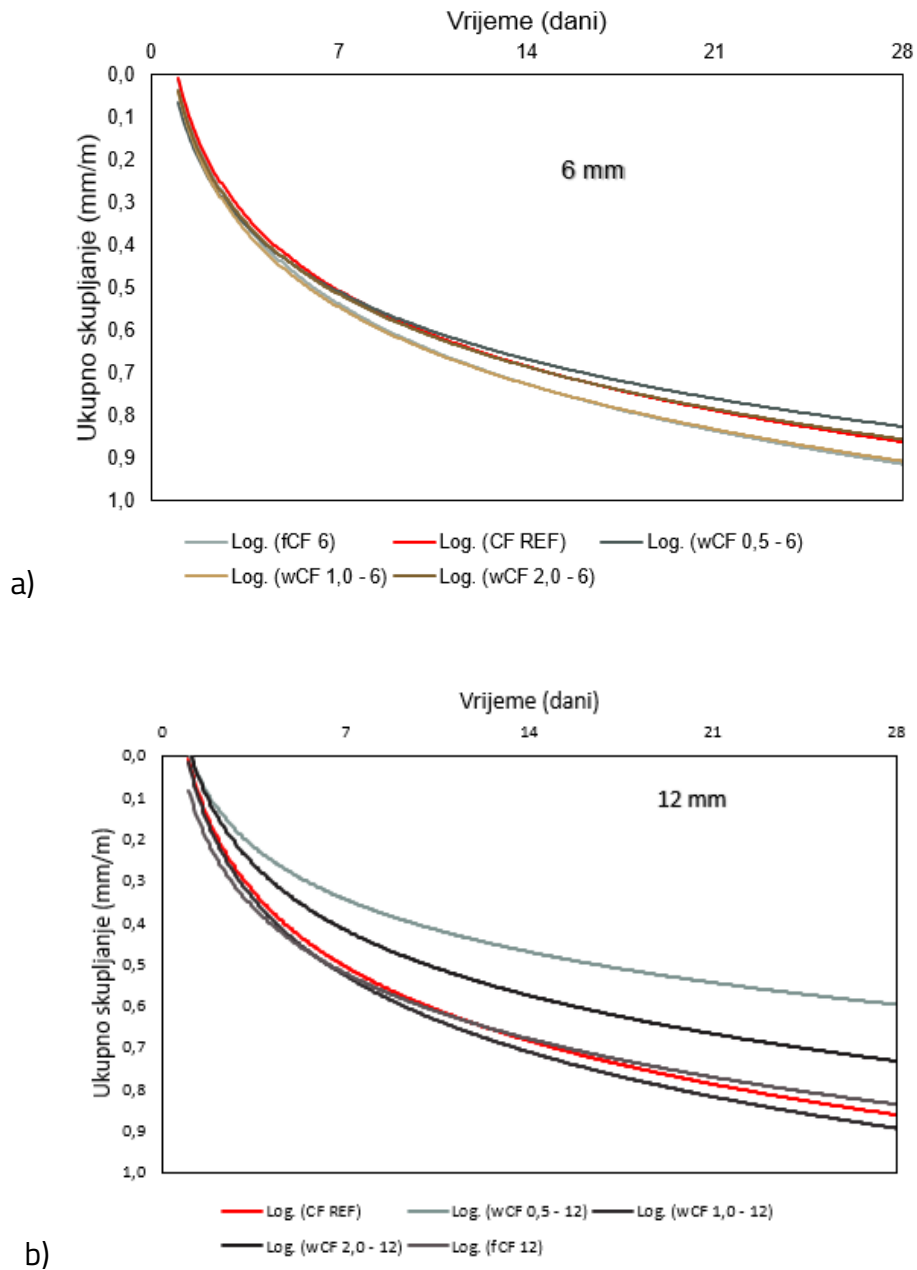 Vrijeme (dani)
0 7 14 21 28
Ukupno skupljanje (mm/m)
0,0
0,1
0,2
0,3
0,4
0,5
0,6
0,7
0,8
0,9
1,0
6 mm
Log. (fCF 6) Log. (CF REF) Log. (wCF 0,5 - 6)
Log. (wCF 1,0 - 6) Log. (wCF 2,0 - 6)
a)
Vrijeme (dani)
0 7 14 21 28
Ukupno skupljanje (mm/m)
0,0
0,1
0,2
0,3
0,4
0,5
0,6
0,7
0,8
0,9
1,0
12 mm
Log. (CF REF) Log. (wCF 0,5 - 12) Log. (wCF 1,0 - 12)
Log. (wCF 2,0 - 12) Log. (fCF 12)
b)